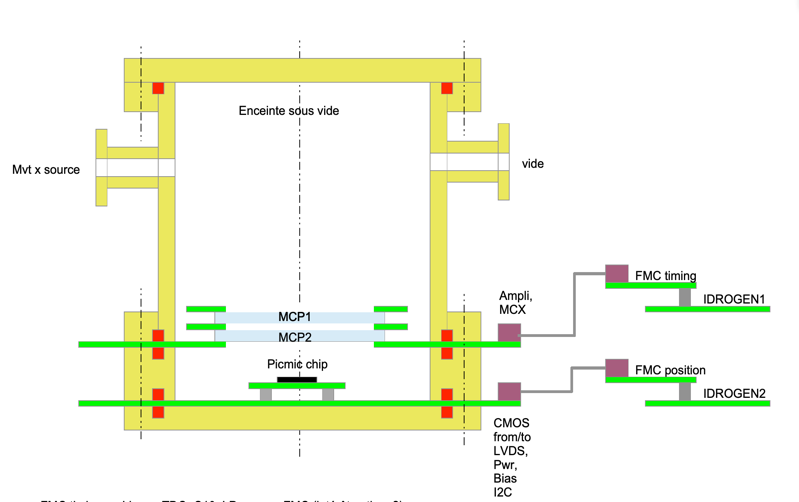 Enceinte sous vide
Mvt x source
vide
FMC timing
IDROGEN1
Ampli,
MCX
MCP1
MCP2
Picmic chip
FMC position
IDROGEN2
CMOS
from/to
LVDS,
Pwr,
Bias
I2C